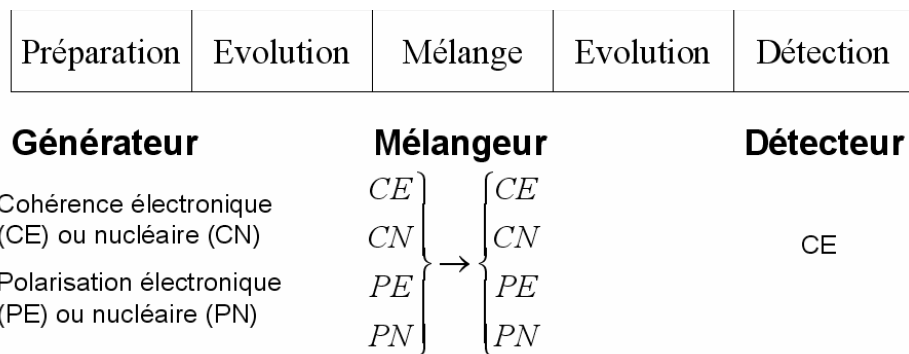 Préparation Evolution Mélange Evolution Détection
Générateur Mélangeur Détecteur
Cohérence électronique
(CE) ou nucléaire (CN)
Polarisation électronique
(PE) ou nucléaire (PN)
CE CE
CN CN
→
PE PE
PN PN
CE